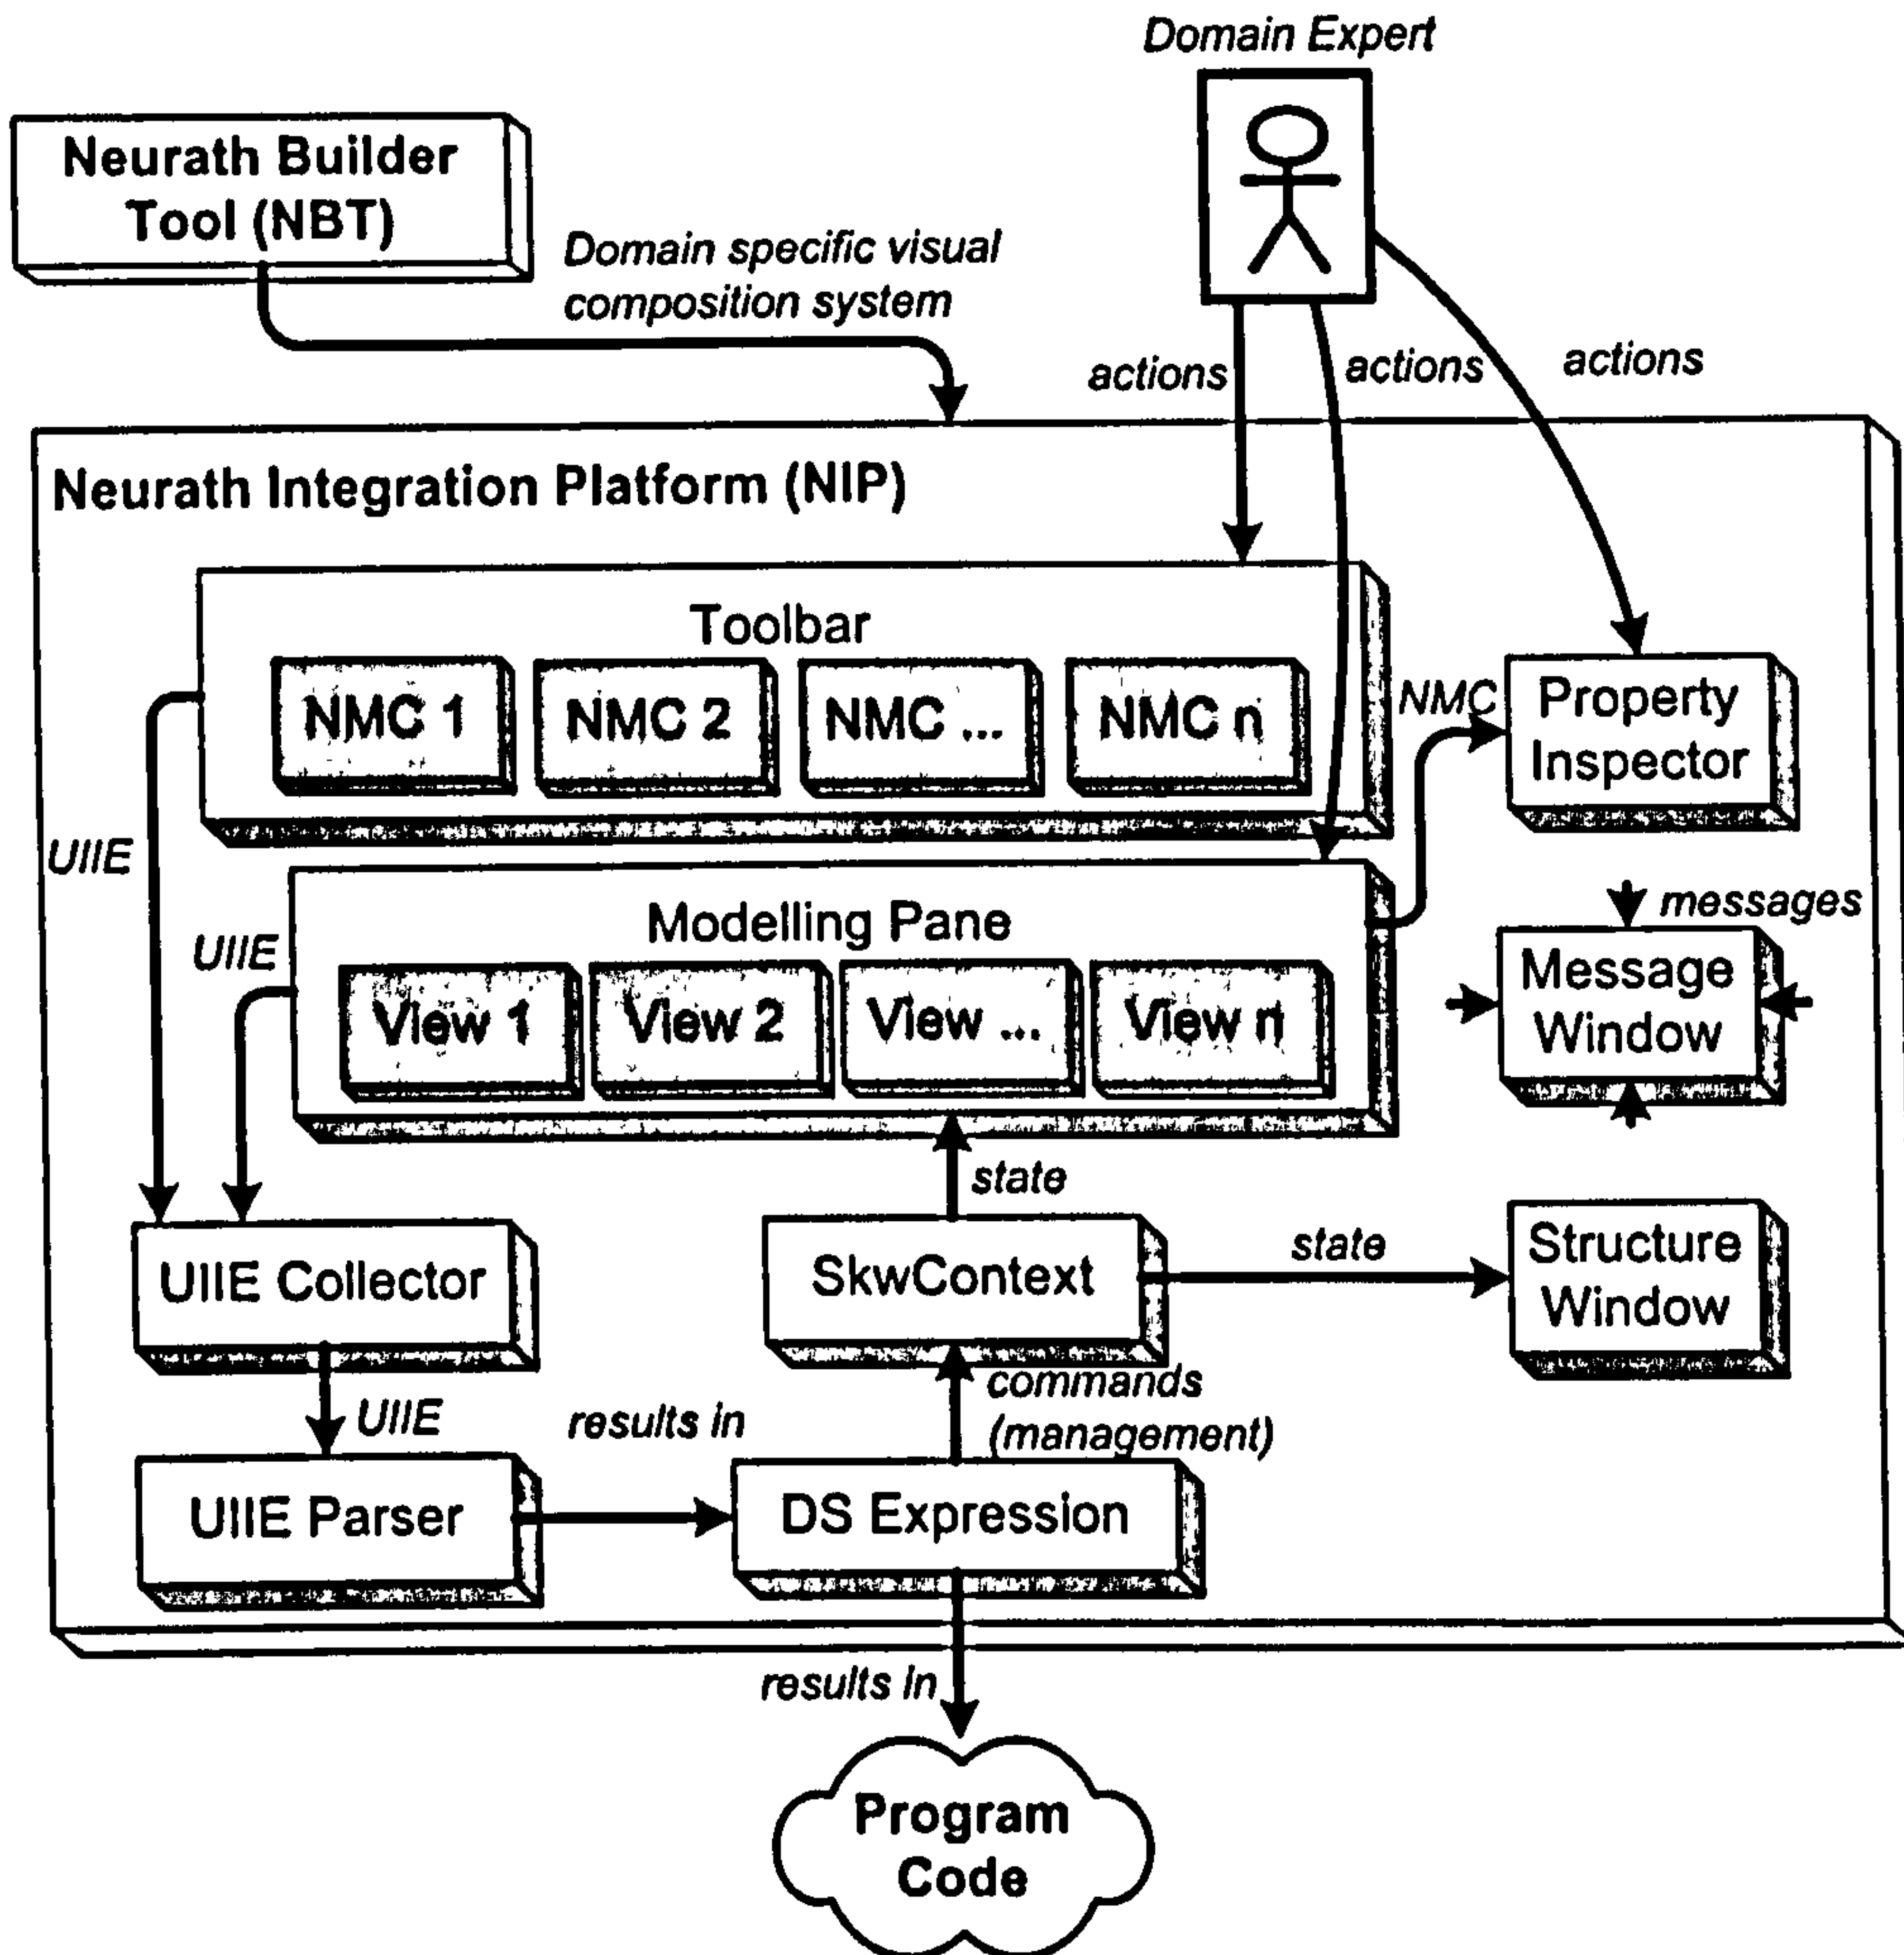 Domain Expert
Neurath Builder
Tool (NBT)
Domain specific visual
composition system
actions
actions
actions
Neurath Integration Platform (NIP)
Toolbar
NMC 1
NMC 2
NMC ...
NMC n
NMC
Property
Inspector
UIIE
Modelling Pane
UIIE
View 1
View 2
View ...
View n
messages
Message
Window
state
UIIE Collector
SkwContext
state
Structure
Window
commands
(management)
UIIE
results in
UIIE Parser
DS Expression
results in
Program
Code